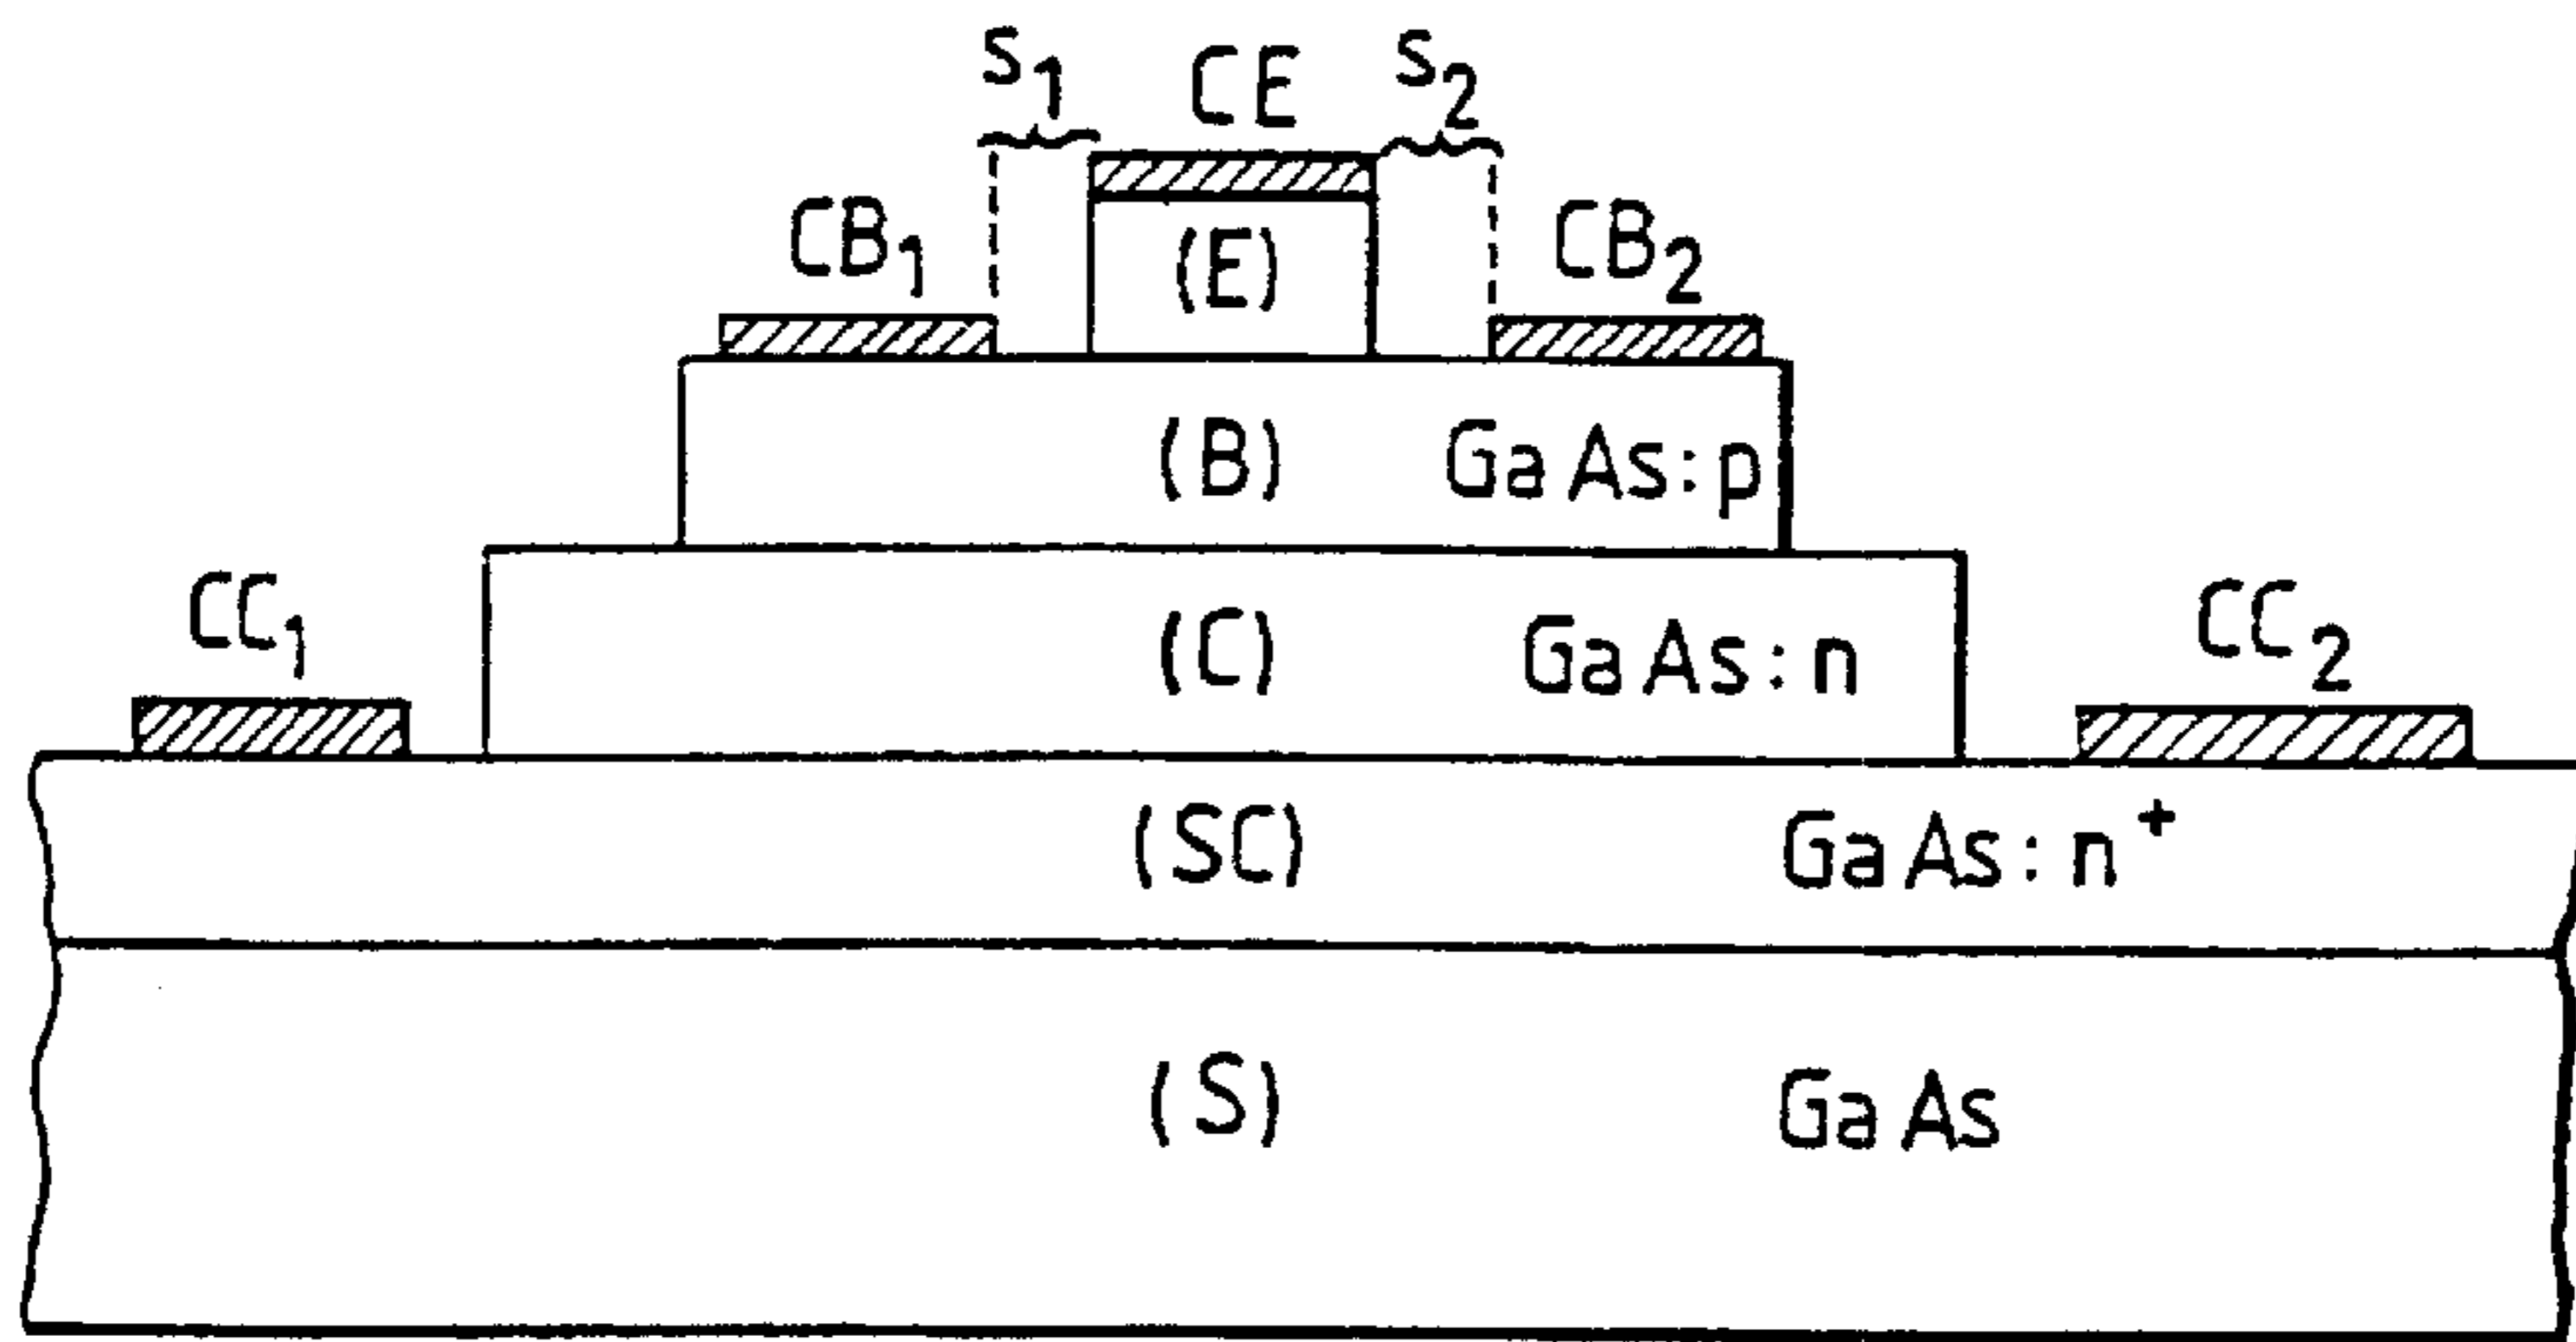 s1 CE s2
CB1 (E) CB2
(B) GaAs:p
CC1 (C) GaAs:n CC2
(SC) GaAs:n+
(S) GaAs